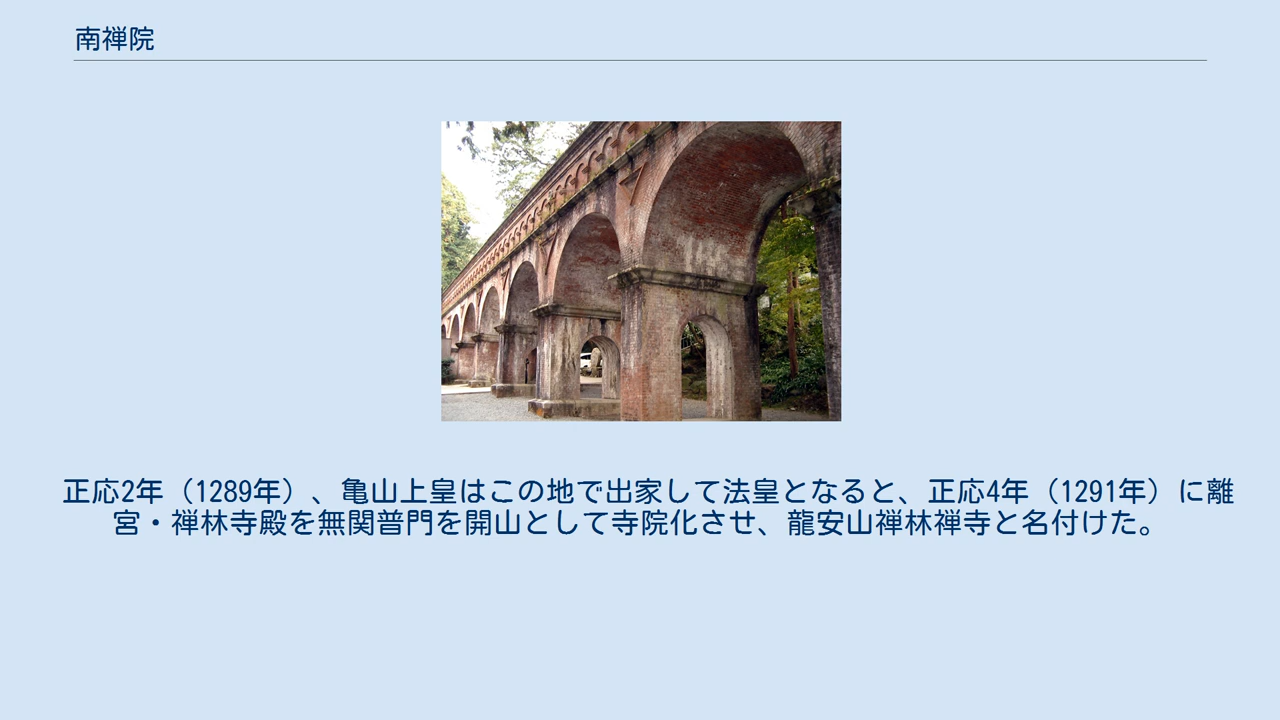 南禅院
正応2年（1289年）、亀山上皇はこの地で出家して法皇となると、正応4年（1291年）に離
宮・禅林寺殿を無関普門を開山として寺院化させ、龍安山禅林禅寺と名付けた。